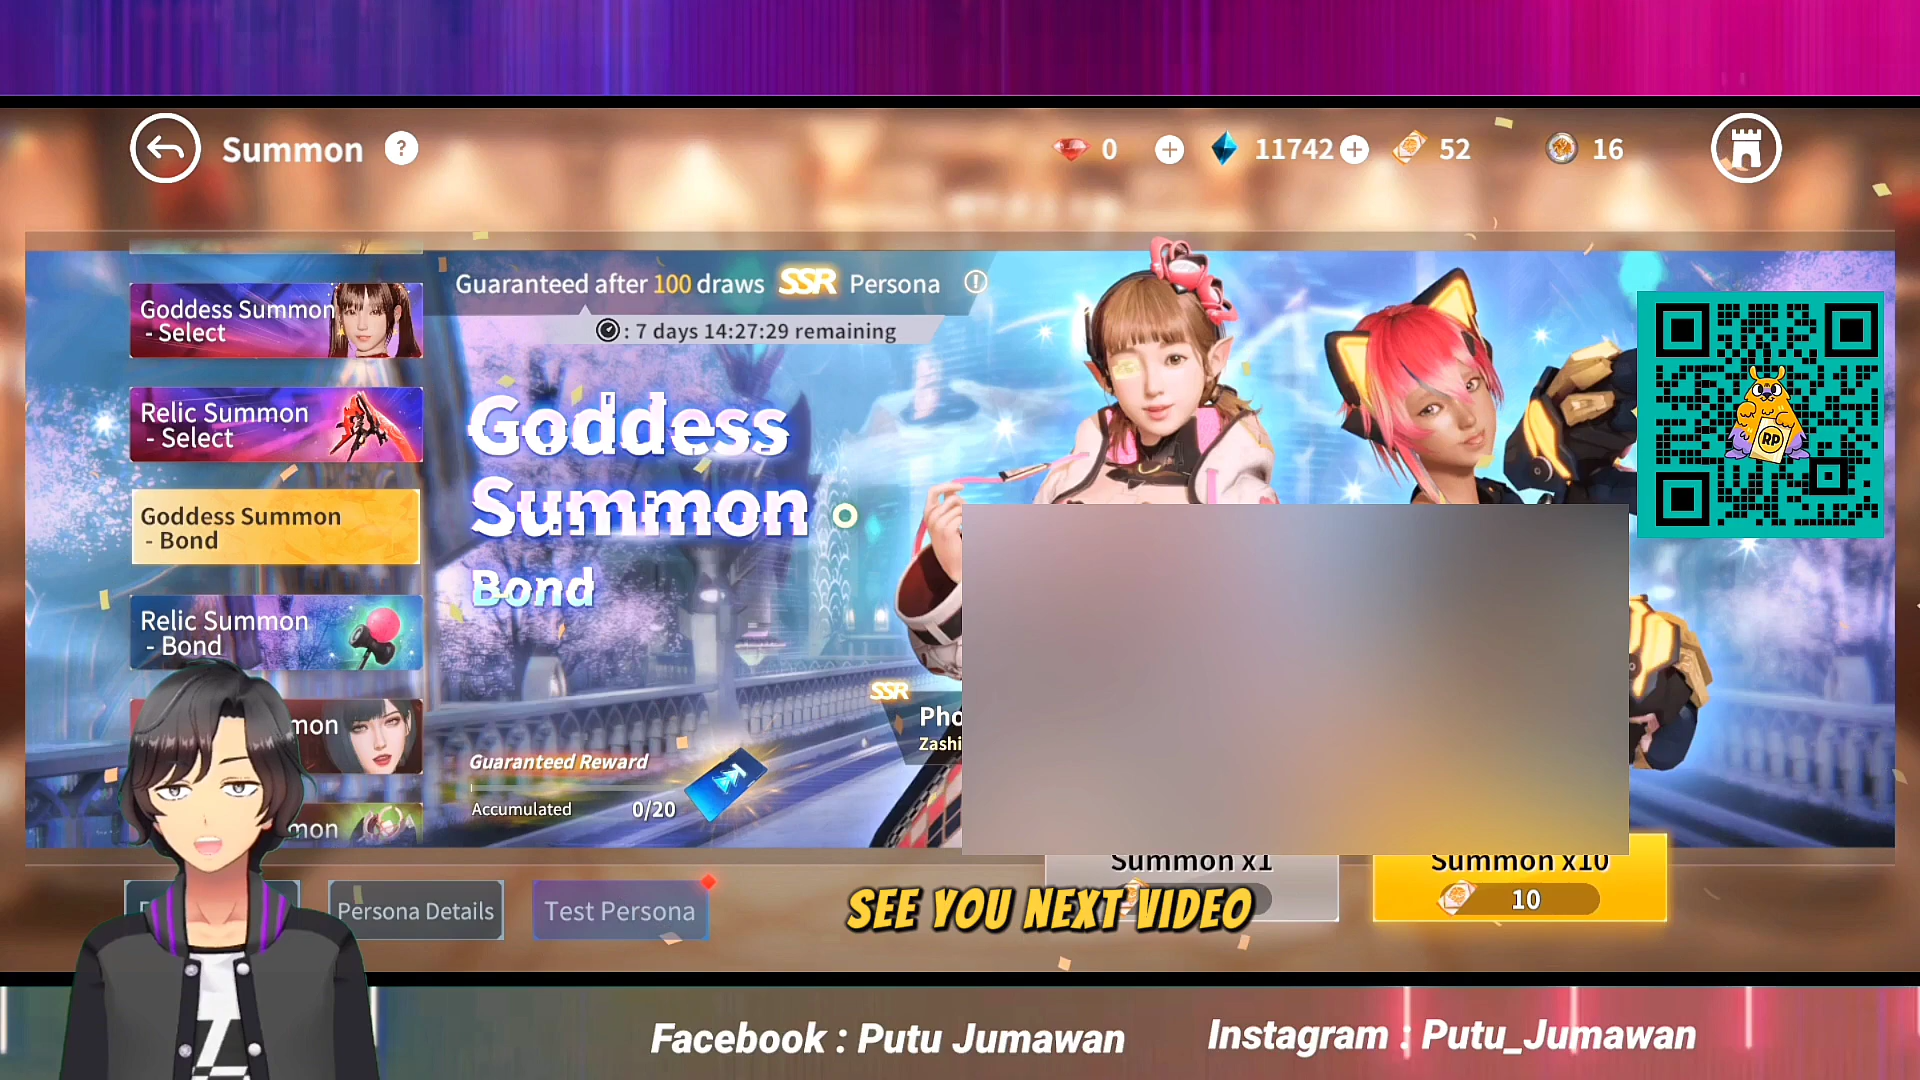 Summon ?
0
11742
52
16
Guaranteed after 100 draws SSR Persona
: 7 days 14:27:29 remaining
Goddess Summon
- Select
Relic Summon
- Select
Goddess Summon
- Bond
Relic Summon
- Bond
Goddess
Summon
Bond
RP
SSR
Guaranteed Reward
Accumulated 0/20
Summon x1
Summon x10
10
Persona Details
Test Persona
SEE YOU NEXT VIDEO
Facebook : Putu Jumawan
Instagram : Putu_Jumawan